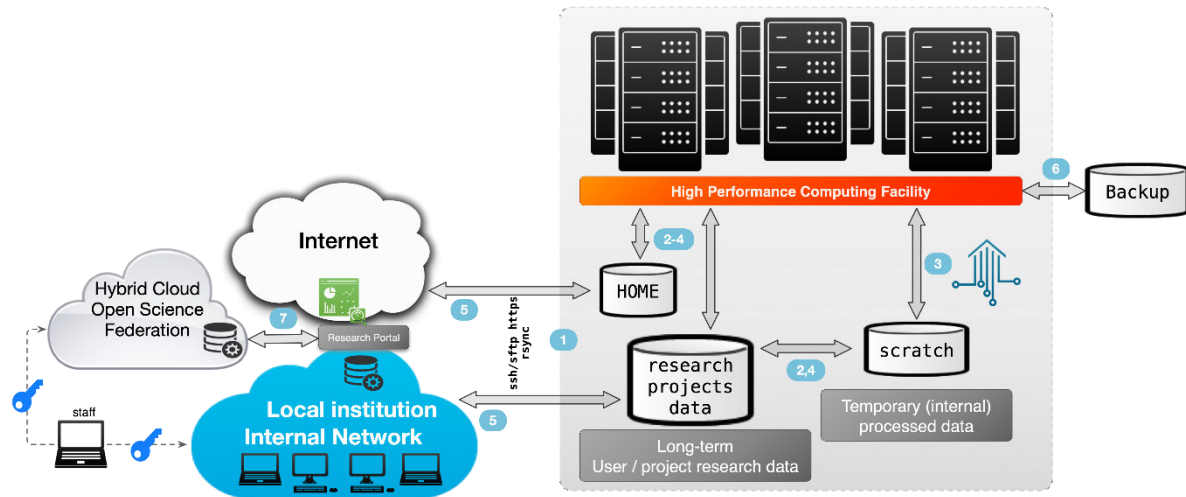 High Performance Computing Facility
6
Backup
Internet
2-4
3
HOME
Hybrid Cloud
Open Science
Federation
7
Research Portal
5
ssh/sftp https
rsync
1
research
projects
data
2,4
scratch
5
staff
Local institution
Internal Network
Long-term
User / project research data
Temporary (internal)
processed data